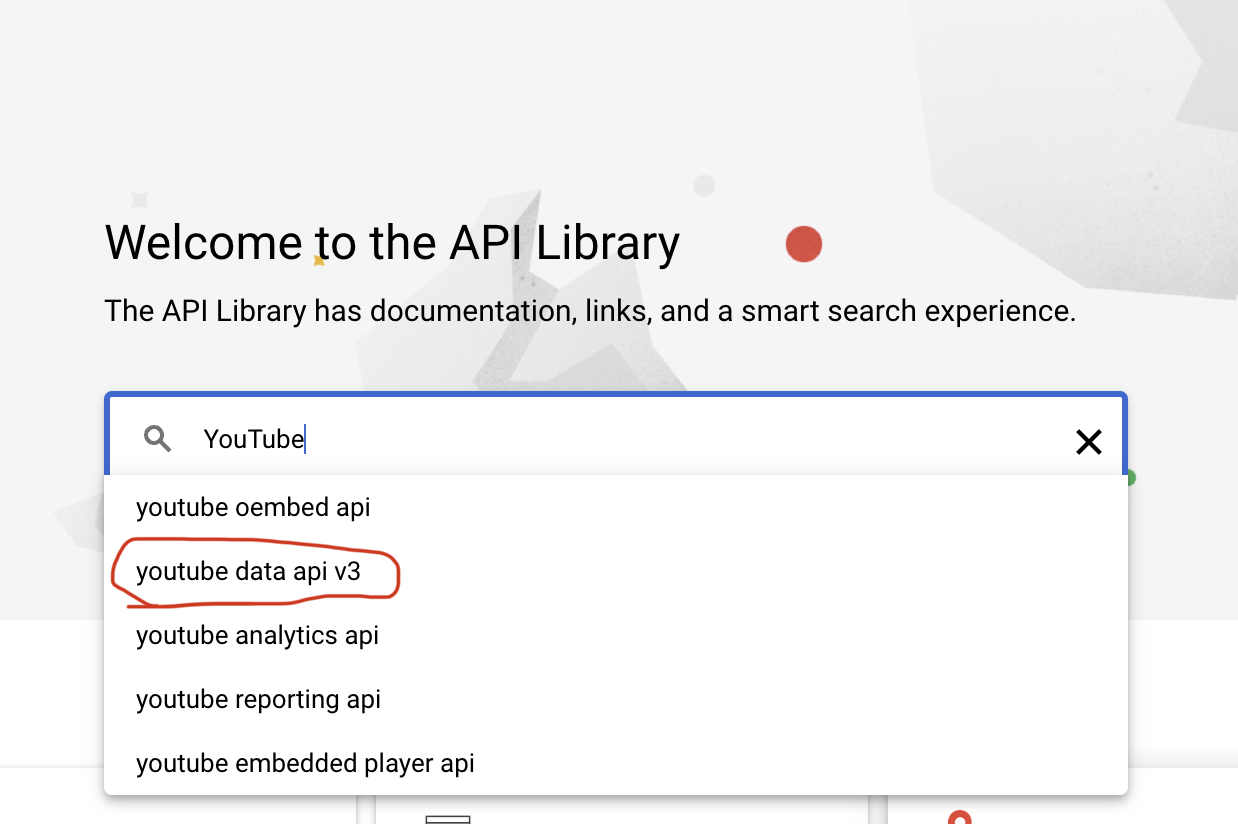 Welcome to the API Library
The API Library has documentation, links, and a smart search experience.
YouTube
youtube oembed api
youtube data api v3
youtube analytics api
youtube reporting api
youtube embedded player api